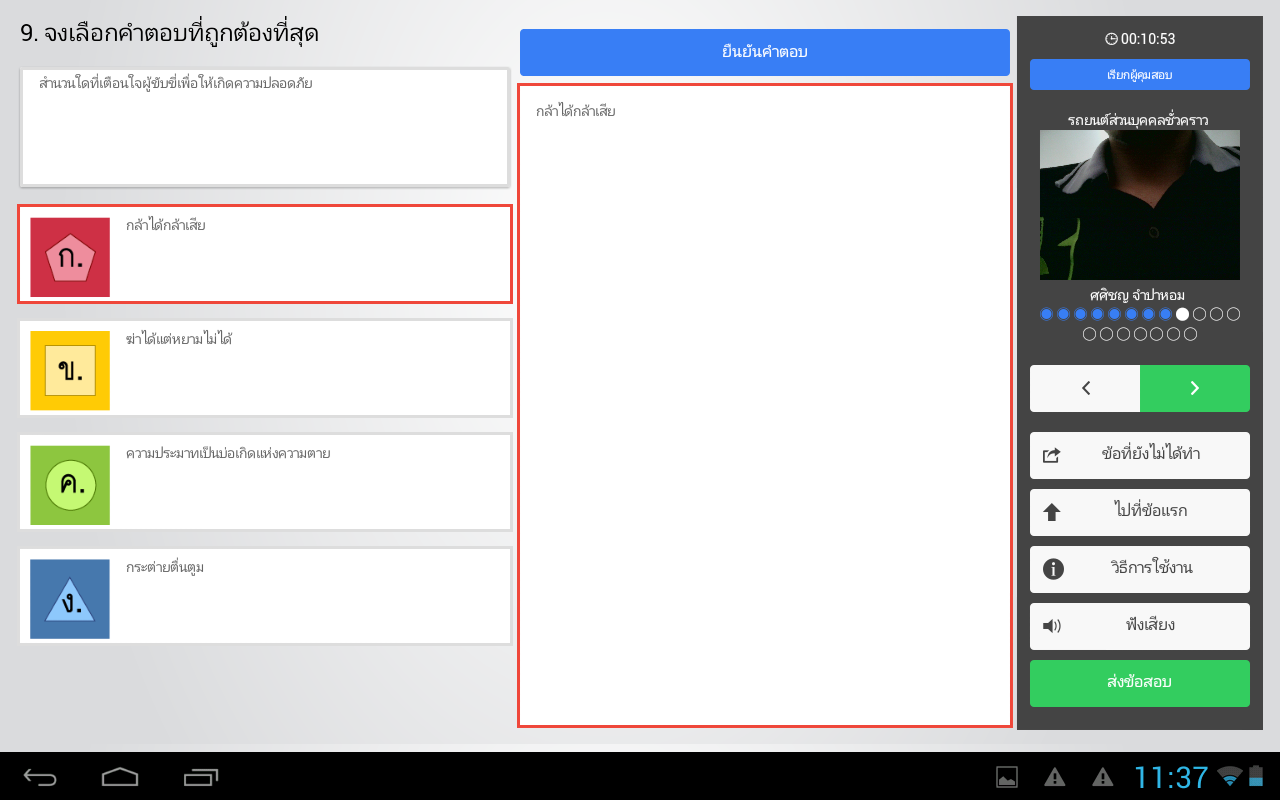 9. จงเลือกคำตอบที่ถูกต้องที่สุด
สำนวนใดที่เตือนใจผู้ขับขี่เพื่อให้เกิดความปลอดภัย
ก.
กล้าได้กล้าเสีย
ข.
ฆ่าได้แต่หยามไม่ได้
ค.
ความประมาทเป็นบ่อเกิดแห่งความตาย
ง.
กระต่ายตื่นตูม
ยืนยันคำตอบ
กล้าได้กล้าเสีย
00:10:53
เรียกผู้คุมสอบ
รถยนต์ส่วนบุคคลชั่วคราว
ศศิชญ จำปาหอม
ข้อที่ยังไม่ได้ทำ
ไปที่ข้อแรก
วิธีการใช้งาน
ฟังเสียง
ส่งข้อสอบ
11:37